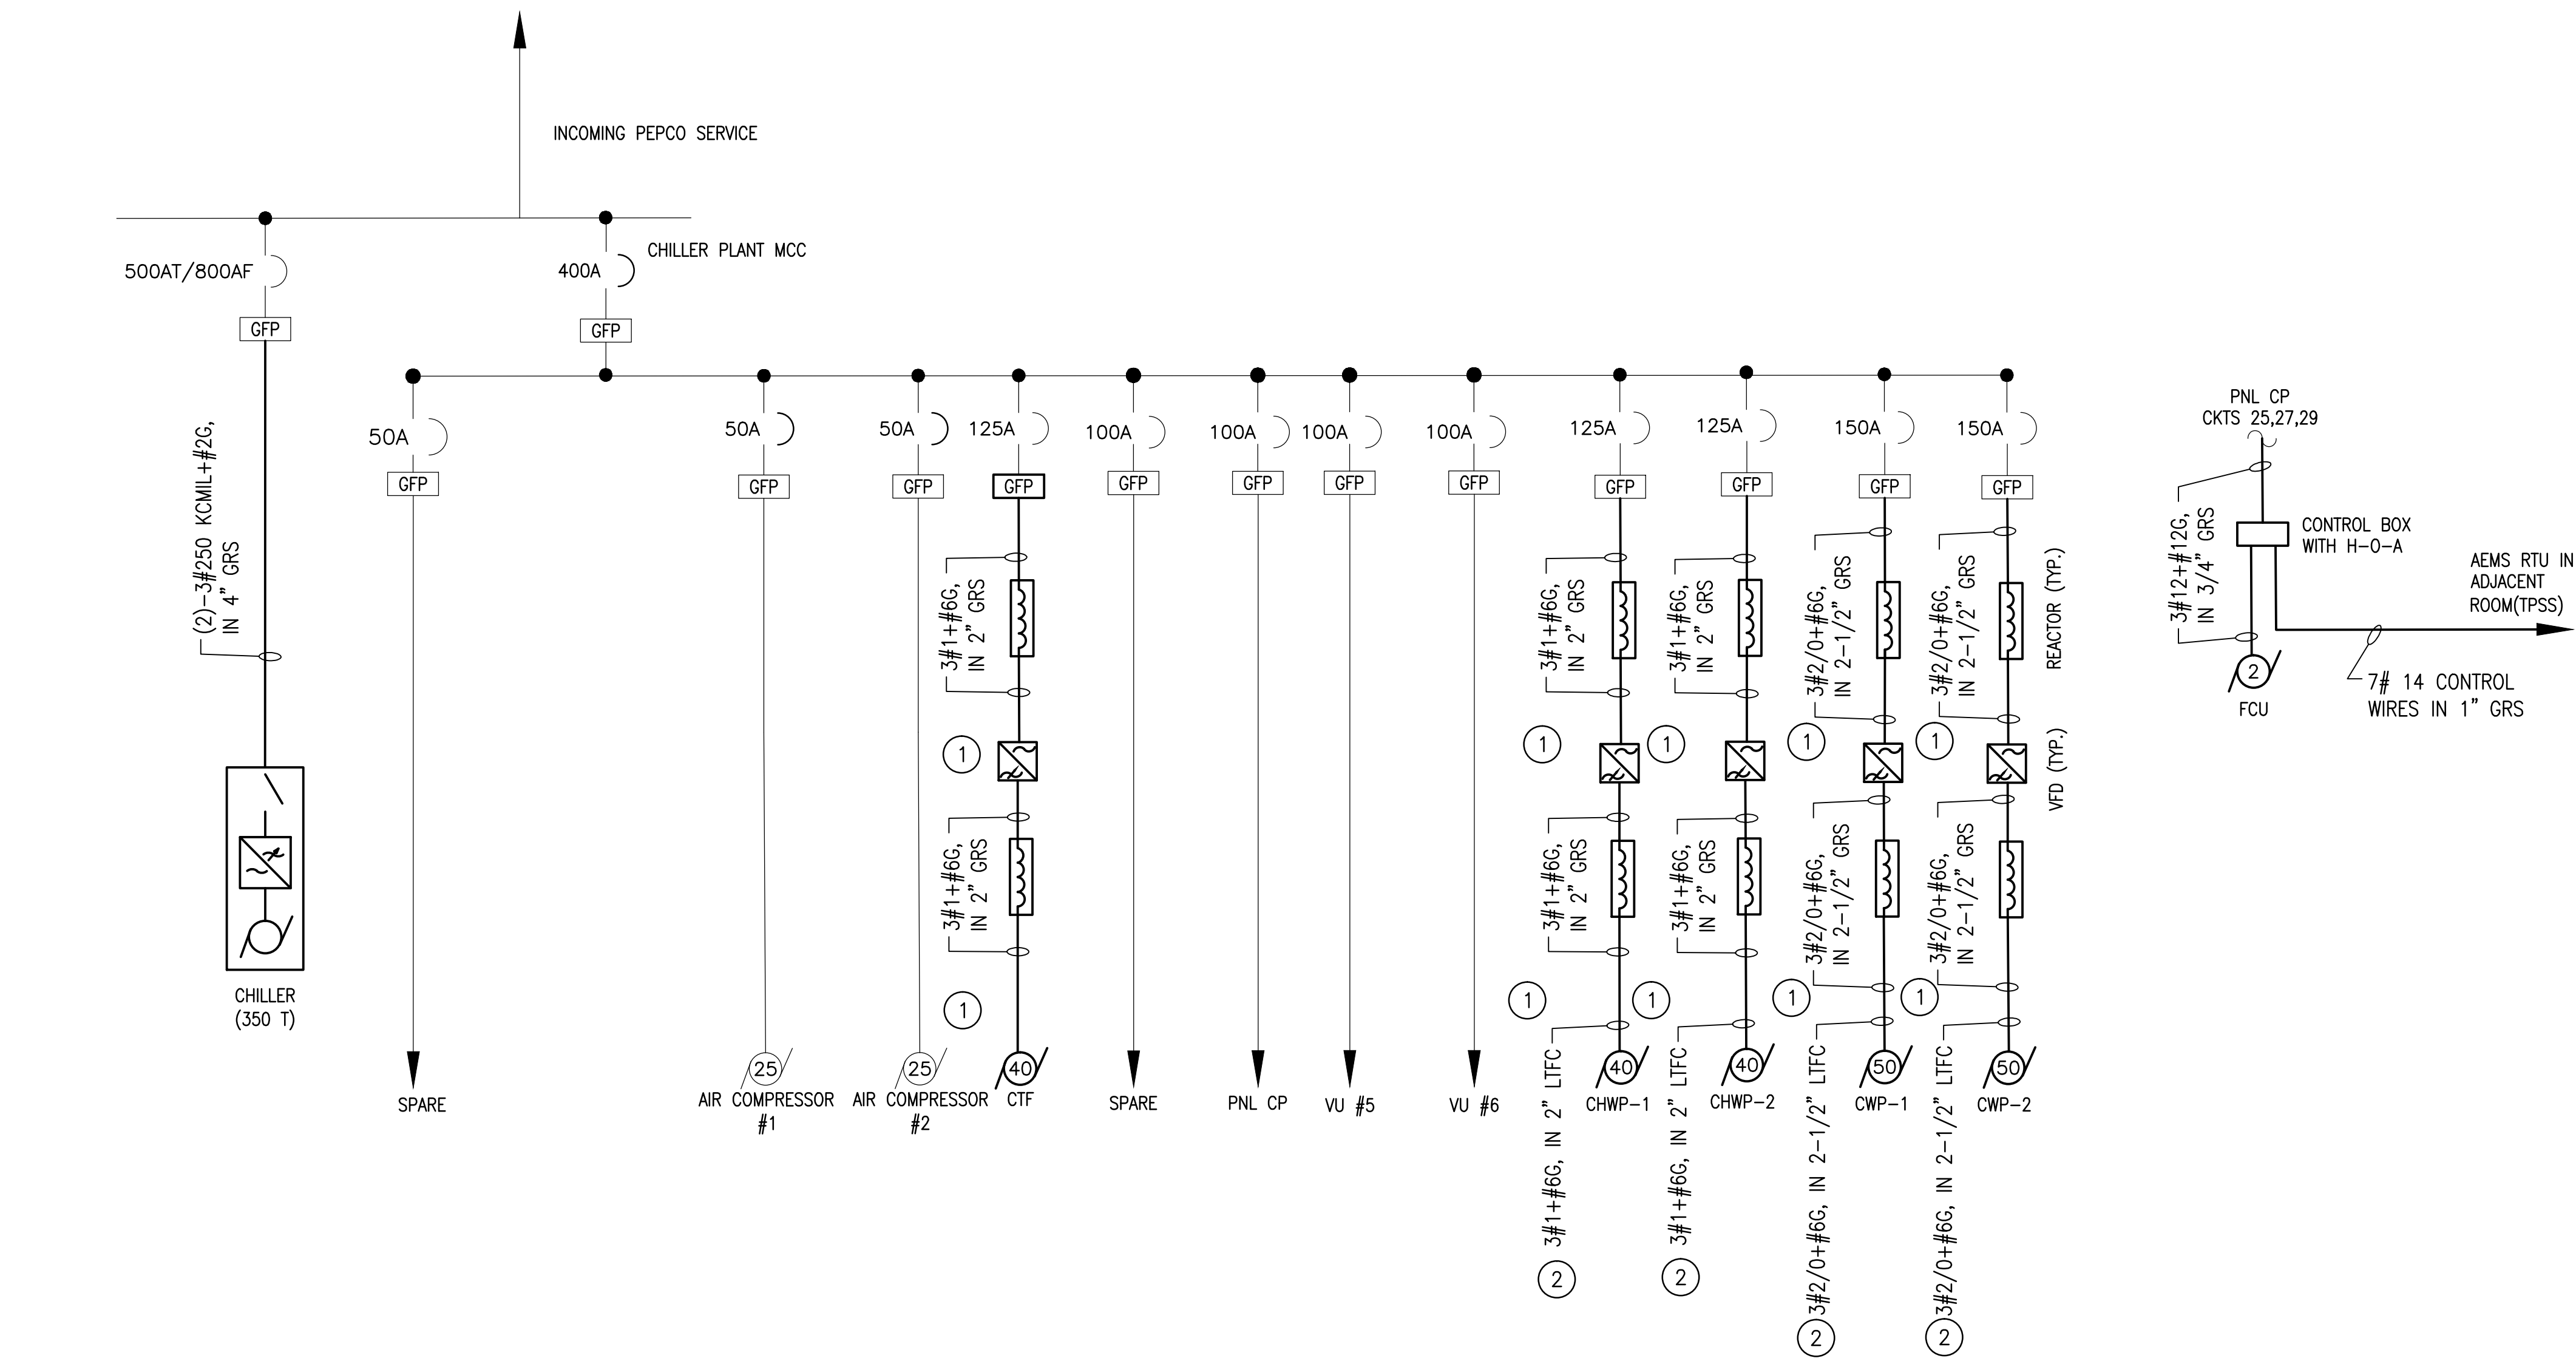 INCOMING PEPCO SERVICE
CHILLER PLANT MCC
500AT/800AF
400A
GFP
GFP
(2)-3#250 KCMIL+#2G,
IN 4" GRS
CHILLER
(350 T)
50A
50A
50A
125A
100A
100A
100A
100A
125A
125A
150A
150A
GFP
GFP
GFP
GFP
GFP
GFP
GFP
GFP
GFP
GFP
GFP
GFP
3#1+#6G,
IN 2" GRS
3#1+#6G,
IN 2" GRS
3#1+#6G,
IN 2" GRS
3#2/0+#6G,
IN 2-1/2" GRS
3#2/0+#6G,
IN 2-1/2" GRS
REACTOR (TYP.)
1
1
1
1
1
VFD (TYP.)
3#1+#6G,
IN 2" GRS
3#1+#6G,
IN 2" GRS
3#1+#6G,
IN 2" GRS
3#2/0+#6G,
IN 2-1/2" GRS
3#2/0+#6G,
IN 2-1/2" GRS
1
1
1
1
1
25
25
40
40
40
50
50
SPARE
AIR COMPRESSOR
#1
AIR COMPRESSOR
#2
CTF
SPARE
PNL CP
VU #5
VU #6
CHWP-1
CHWP-2
CWP-1
CWP-2
3#1+#6G, IN 2" LTFC
3#1+#6G, IN 2" LTFC
3#2/0+#6G, IN 2-1/2" LTFC
3#2/0+#6G, IN 2-1/2" LTFC
2
2
2
2
PNL CP
CKTS 25,27,29
3#12+#12G,
IN 3/4" GRS
CONTROL BOX
WITH H-O-A
AEMS RTU IN
ADJACENT
ROOM(TPSS)
2
FCU
7# 14 CONTROL
WIRES IN 1" GRS